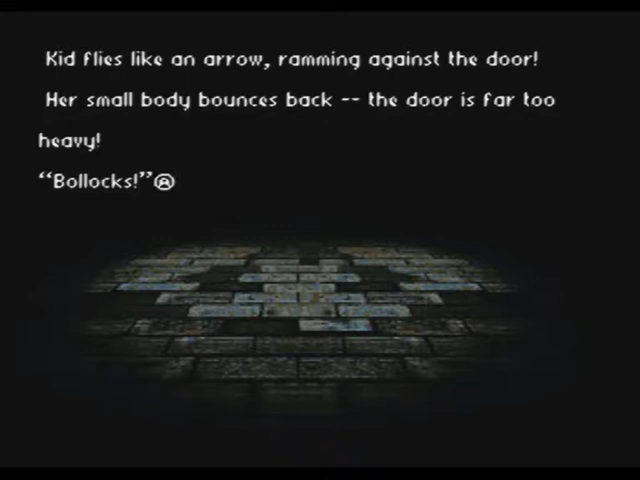 Kid flies like an arrow, ramming against the door!
Her small body bounces back -- the door is far too
heavy!
“Bollocks!”Ⓐ